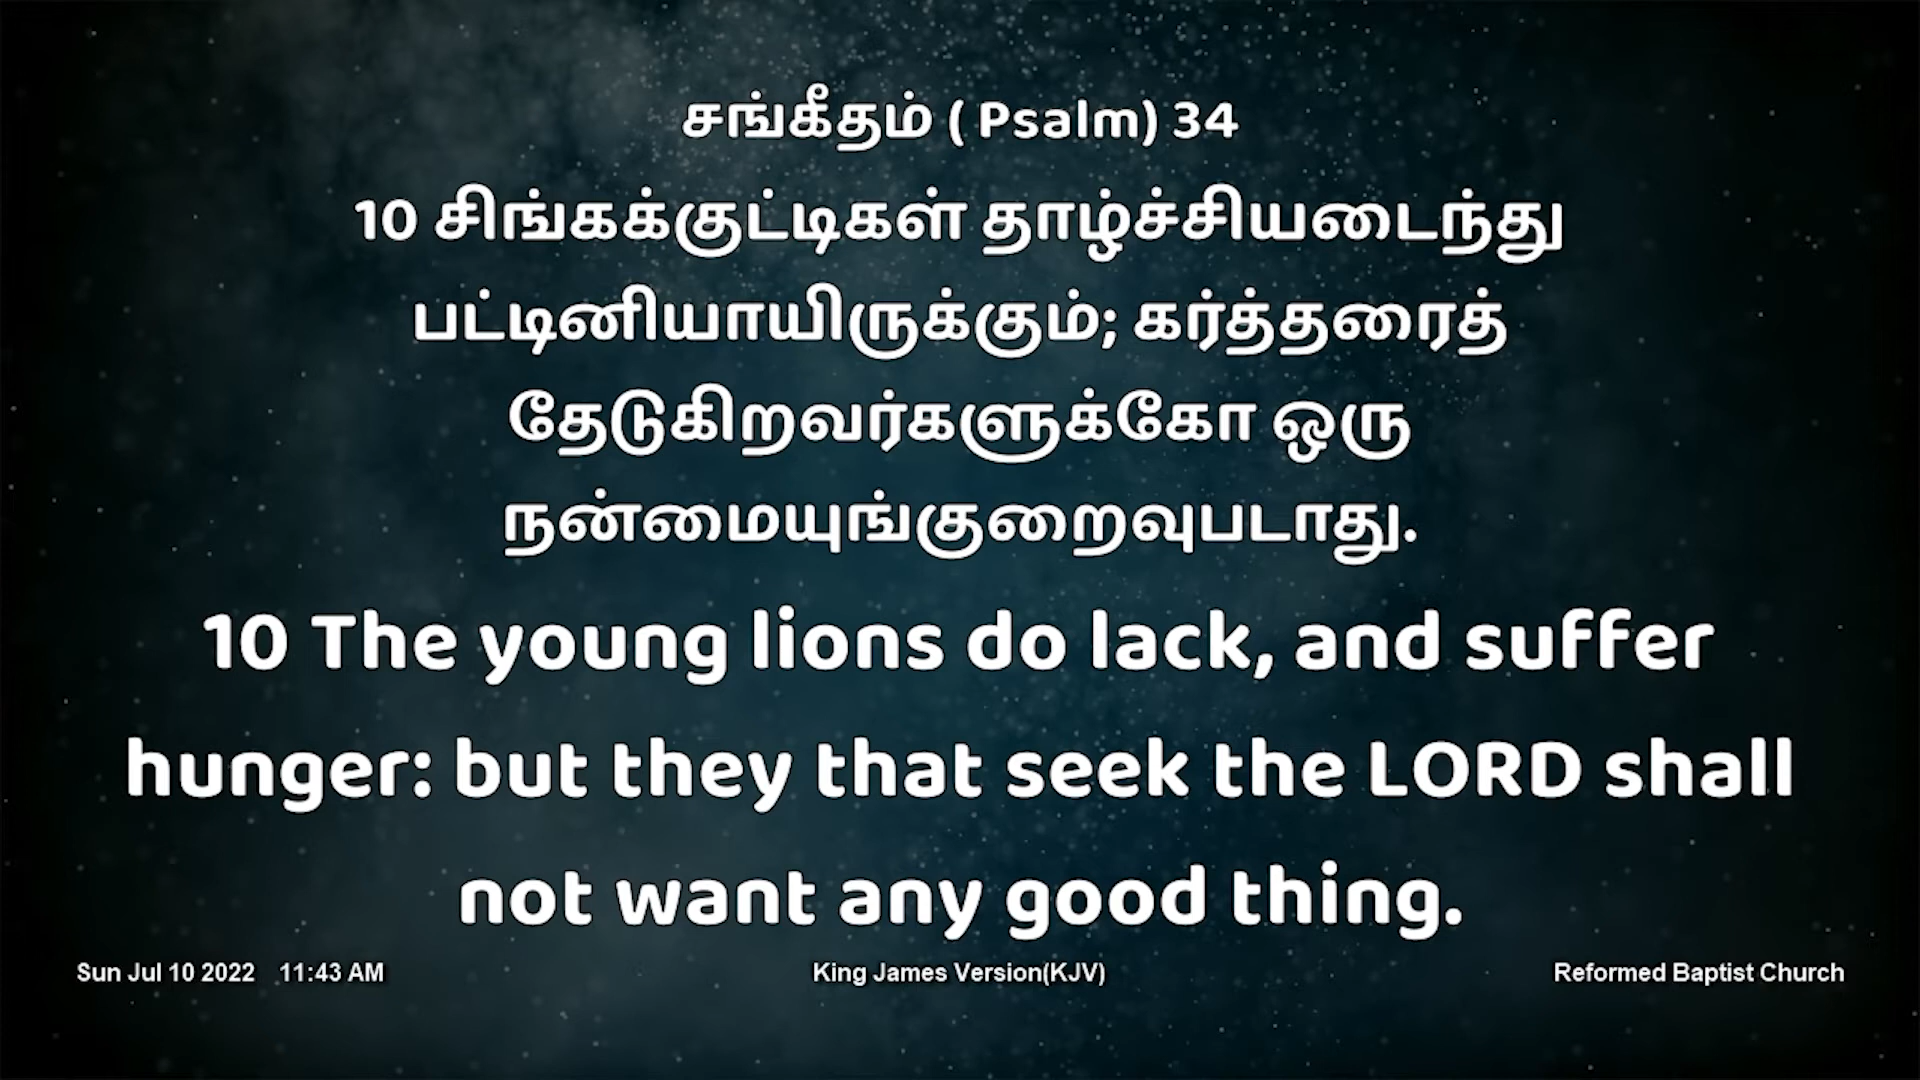 சங்கீதம் ( Psalm) 34
10 சிங்கக்குட்டிகள் தாழ்ச்சியடைந்து
பட்டினியாயிருக்கும்; கர்த்தரைத்
தேடுகிறவர்களுக்கோ ஒரு
நன்மையுங்குறைவுபடாது.
10 The young lions do lack, and suffer
hunger: but they that seek the LORD shall
not want any good thing.
Sun Jul 10 2022 11:43 AM King James Version(KJV) Reformed Baptist Church